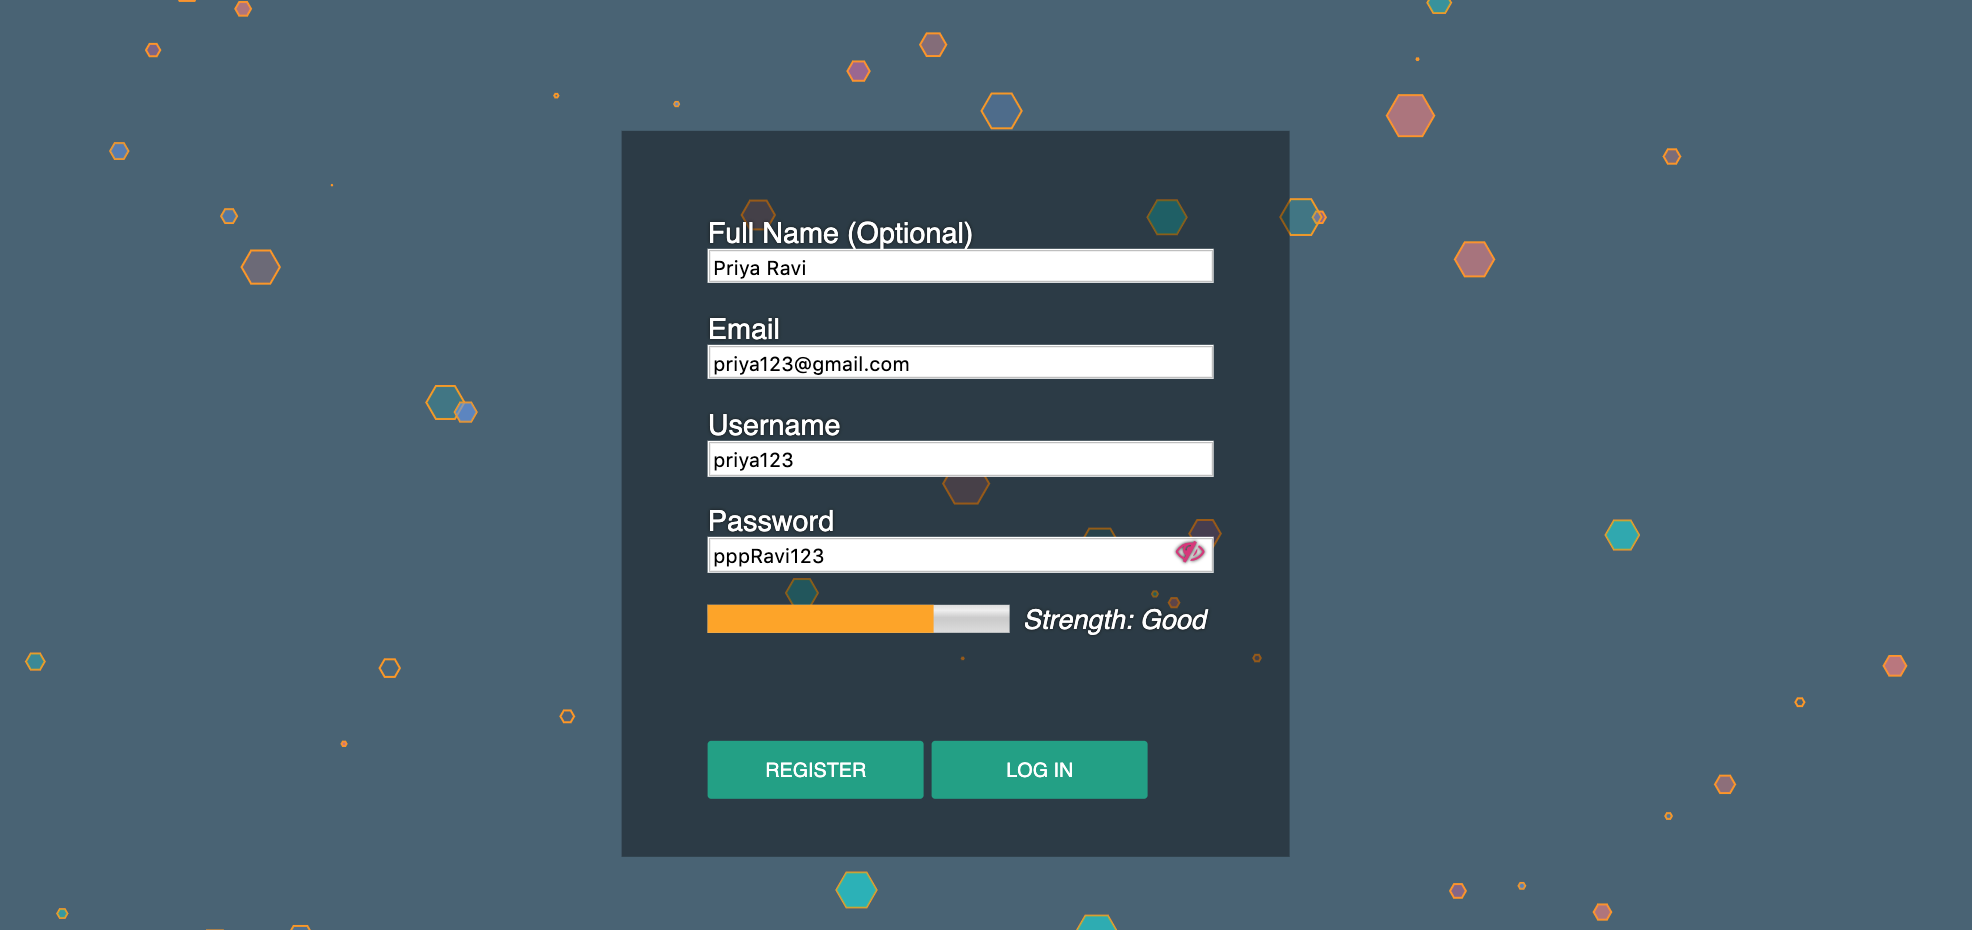 Full Name (Optional)
Priya Ravi
Email
priya123@gmail.com
Username
priya123
Password
pppRavi123
Strength: Good
REGISTER LOG IN